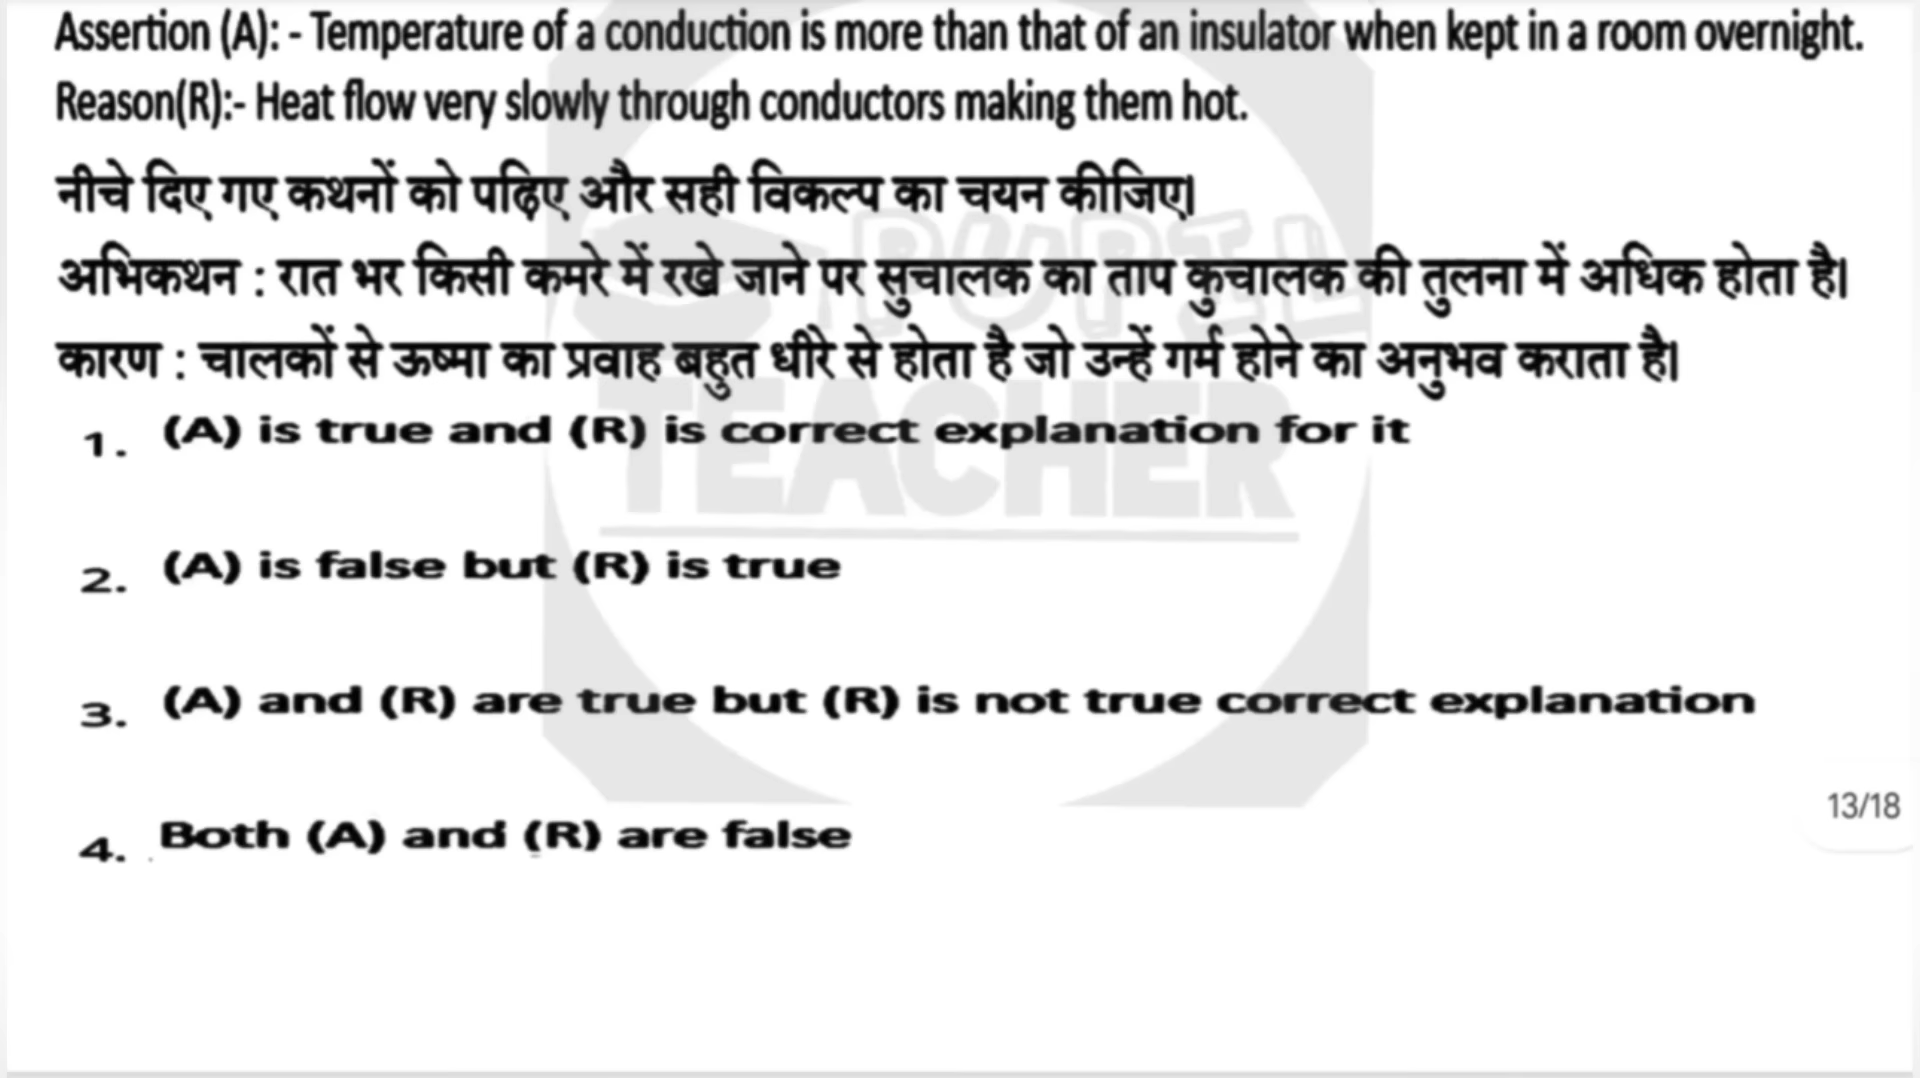 Assertion (A): - Temperature of a conduction is more than that of an insulator when kept in a room overnight.
Reason(R):- Heat flow very slowly through conductors making them hot.
नीचे दिए गए कथनों को पढ़िए और सही विकल्प का चयन कीजिए।
अभिकथन : रात भर किसी कमरे में रखे जाने पर सुचालक का ताप कुचालक की तुलना में अधिक होता है।
कारण : चालकों से ऊष्मा का प्रवाह बहुत धीरे से होता है जो उन्हें गर्म होने का अनुभव कराता है।
PUPIL
TEACHER
1. (A) is true and (R) is correct explanation for it
2. (A) is false but (R) is true
3. (A) and (R) are true but (R) is not true correct explanation
13/18
4. Both (A) and (R) are false